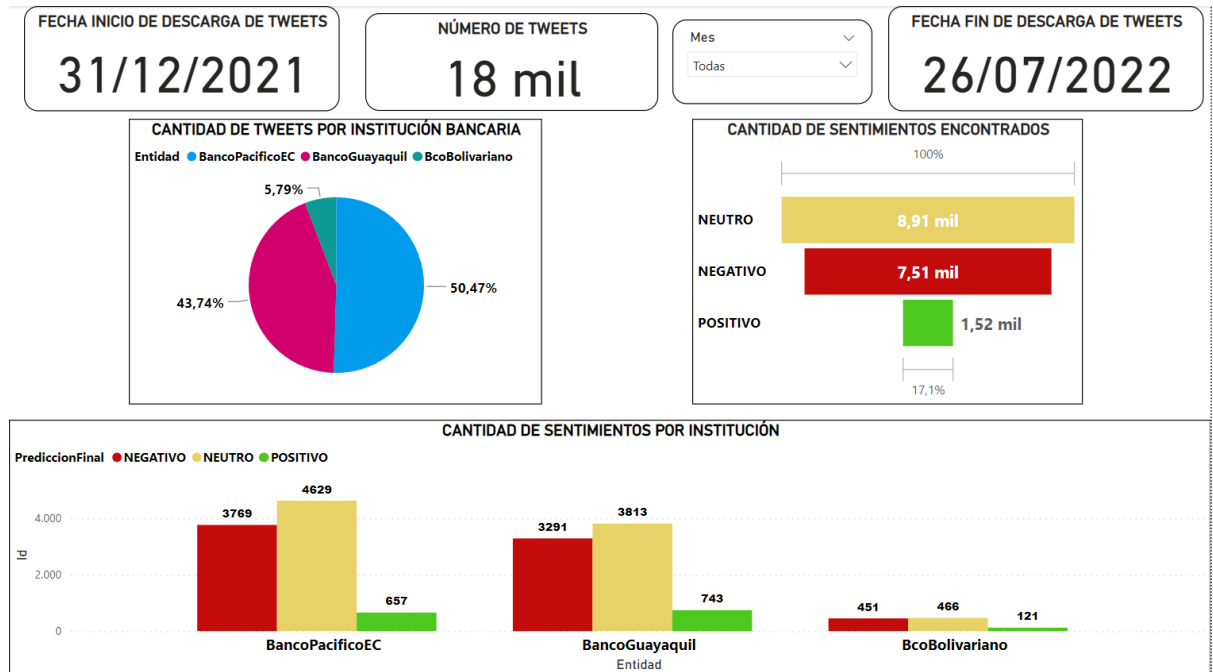 FECHA INICIO DE DESCARGA DE TWEETS
31/12/2021
NÚMERO DE TWEETS
18 mil
Mes
Todas
FECHA FIN DE DESCARGA DE TWEETS
26/07/2022
CANTIDAD DE TWEETS POR INSTITUCIÓN BANCARIA
Entidad BancoPacificoEC BancoGuayaquil BcoBolivariano
5,79%
43,74%
50,47%
CANTIDAD DE SENTIMIENTOS ENCONTRADOS
100%
NEUTRO 8,91 mil
NEGATIVO 7,51 mil
POSITIVO 1,52 mil
17,1%
CANTIDAD DE SENTIMIENTOS POR INSTITUCIÓN
PrediccionFinal NEGATIVO NEUTRO POSITIVO
Id
4.000
2.000
0
3769 4629 657
3291 3813 743
451 466 121
BancoPacificoEC BancoGuayaquil BcoBolivariano
Entidad